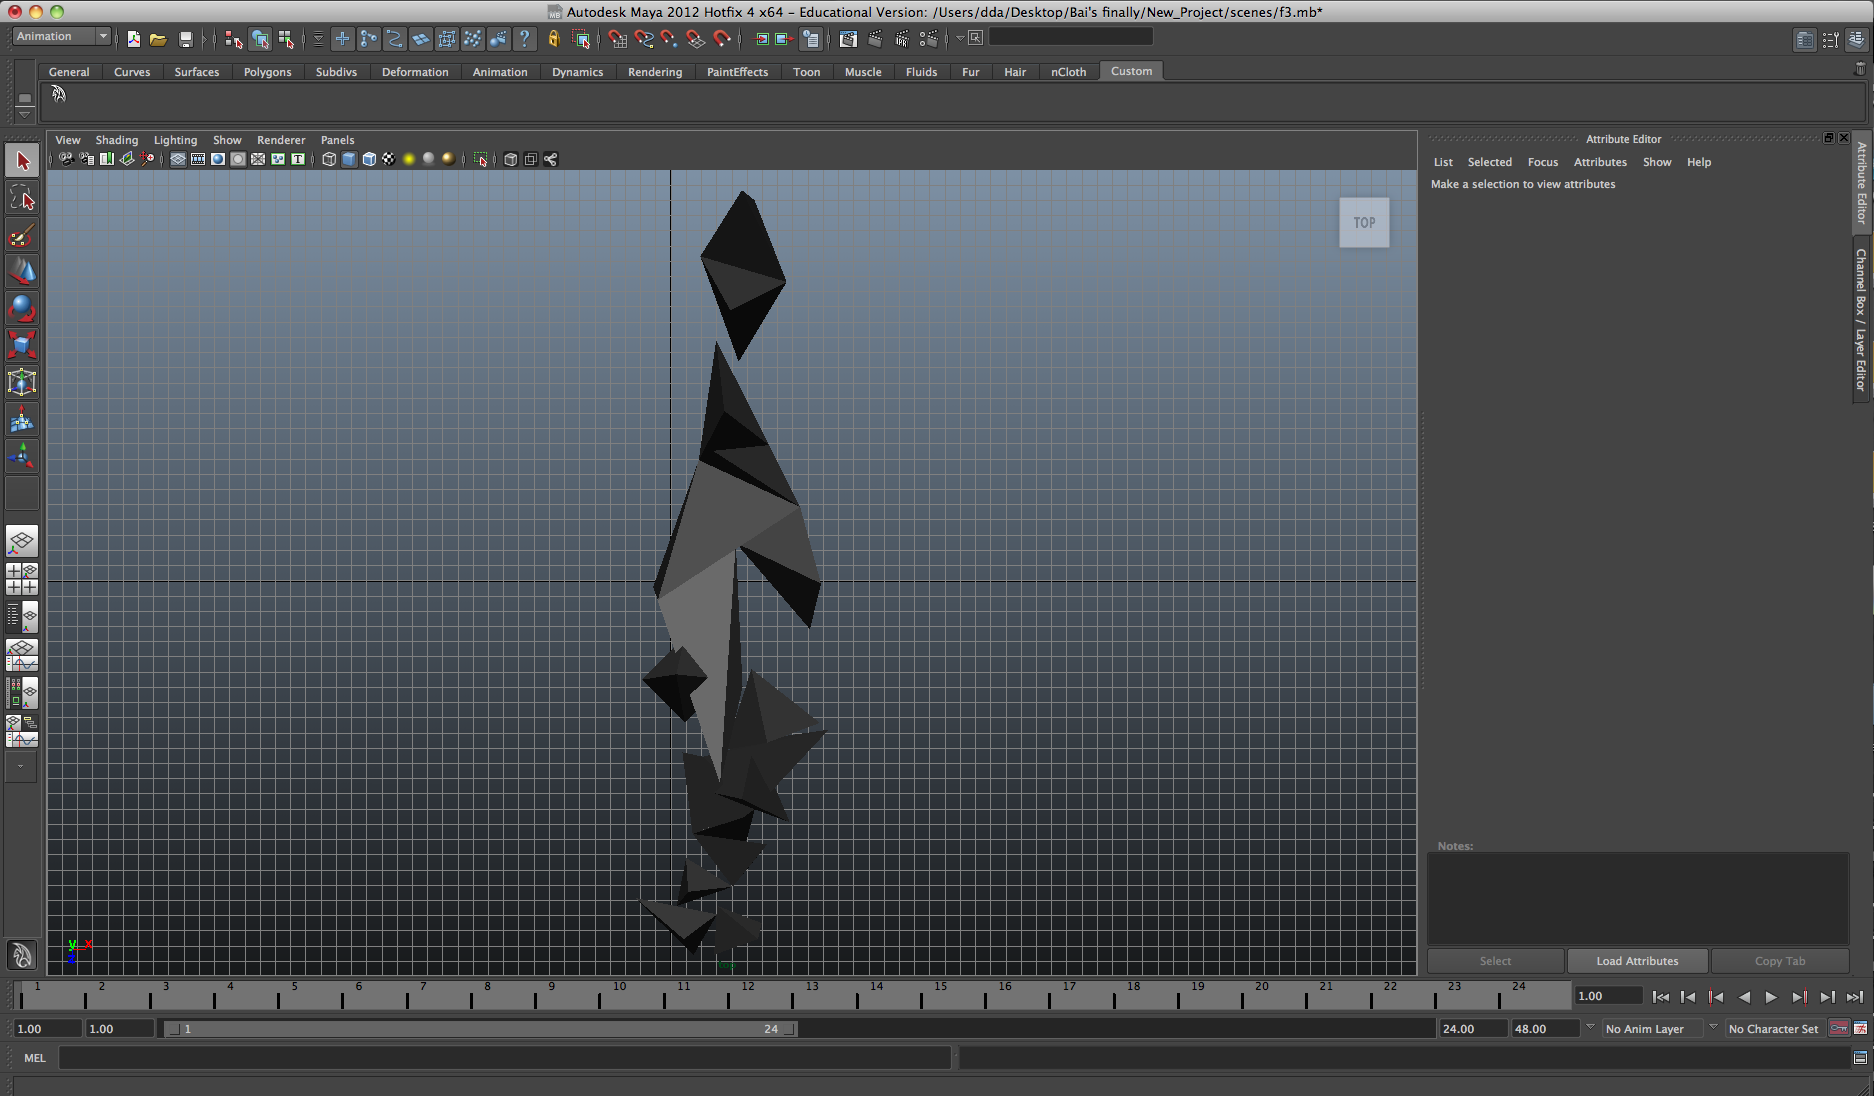 Autodesk Maya 2012 Hotfix 4 x64 – Educational Version: /Users/dda/Desktop/Bai's finally/New_Project/scenes/f3.mb*
Animation
General Curves Surfaces Polygons Subdivs Deformation Animation Dynamics Rendering PaintEffects Toon Muscle Fluids Fur Hair nCloth Custom
View Shading Lighting Show Renderer Panels
Attribute Editor
List Selected Focus Attributes Show Help
Make a selection to view attributes
TOP
Attribute Editor
Channel Box / Layer Editor
Notes:
y x
z
top
Select Load Attributes Copy Tab
1 2 3 4 5 6 7 8 9 10 11 12 13 14 15 16 17 18 19 20 21 22 23 24 1.00
1.00 1.00 1 24 24.00 48.00 No Anim Layer No Character Set
MEL